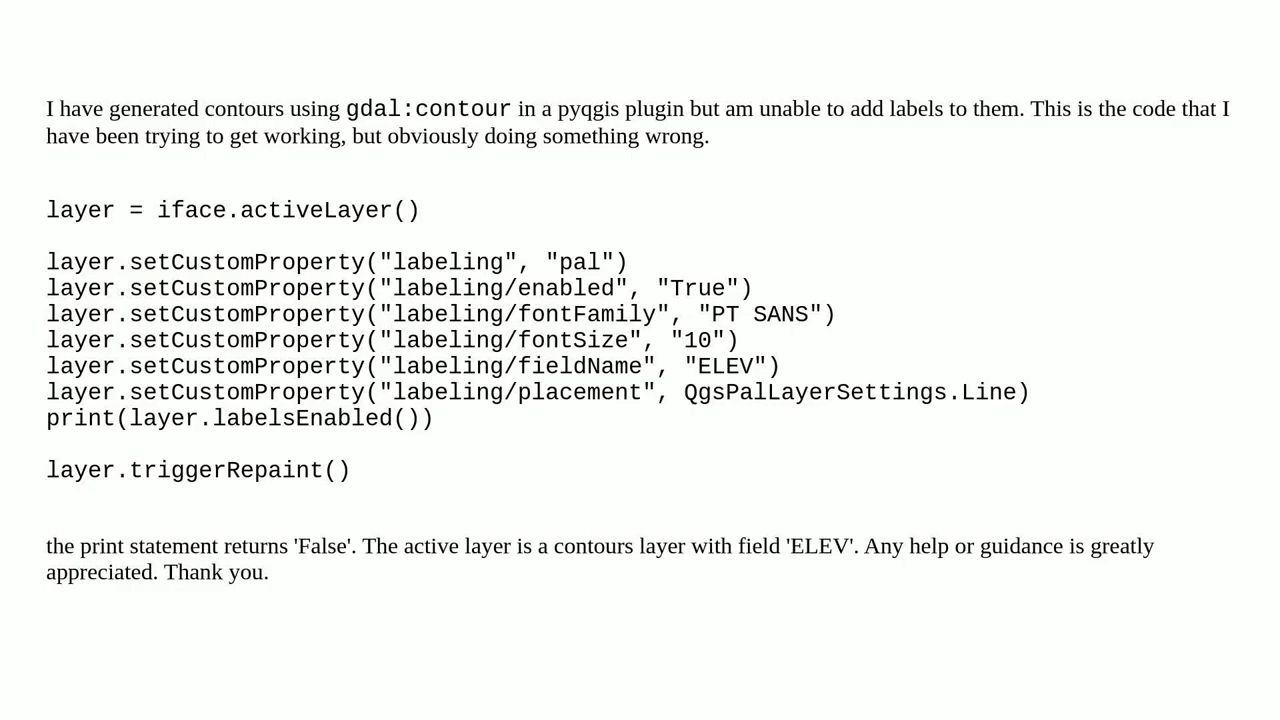 I have generated contours using gdal:contour in a pyqgis plugin but am unable to add labels to them. This is the code that I
have been trying to get working, but obviously doing something wrong.
layer = iface.activeLayer()
layer.setCustomProperty("labeling", "pal")
layer.setCustomProperty("labeling/enabled", "True")
layer.setCustomProperty("labeling/fontFamily", "PT SANS")
layer.setCustomProperty("labeling/fontSize", "10")
layer.setCustomProperty("labeling/fieldName", "ELEV")
layer.setCustomProperty("labeling/placement", QgsPalLayerSettings.Line)
print(layer.labelsEnabled())
layer.triggerRepaint()
the print statement returns 'False'. The active layer is a contours layer with field 'ELEV'. Any help or guidance is greatly
appreciated. Thank you.